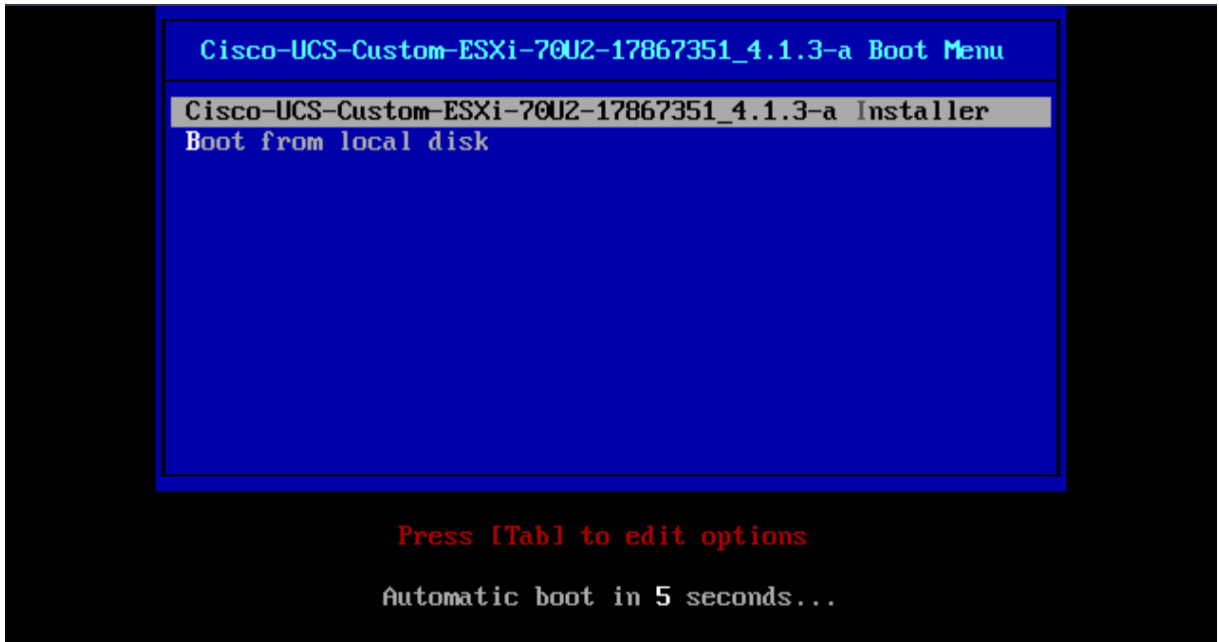 Cisco-UCS-Custom-ESXi-70U2-17867351_4.1.3-a Boot Menu
Cisco-UCS-Custom-ESXi-70U2-17867351_4.1.3-a Installer
Boot from local disk
Press [Tab] to edit options
Automatic boot in 5 seconds...